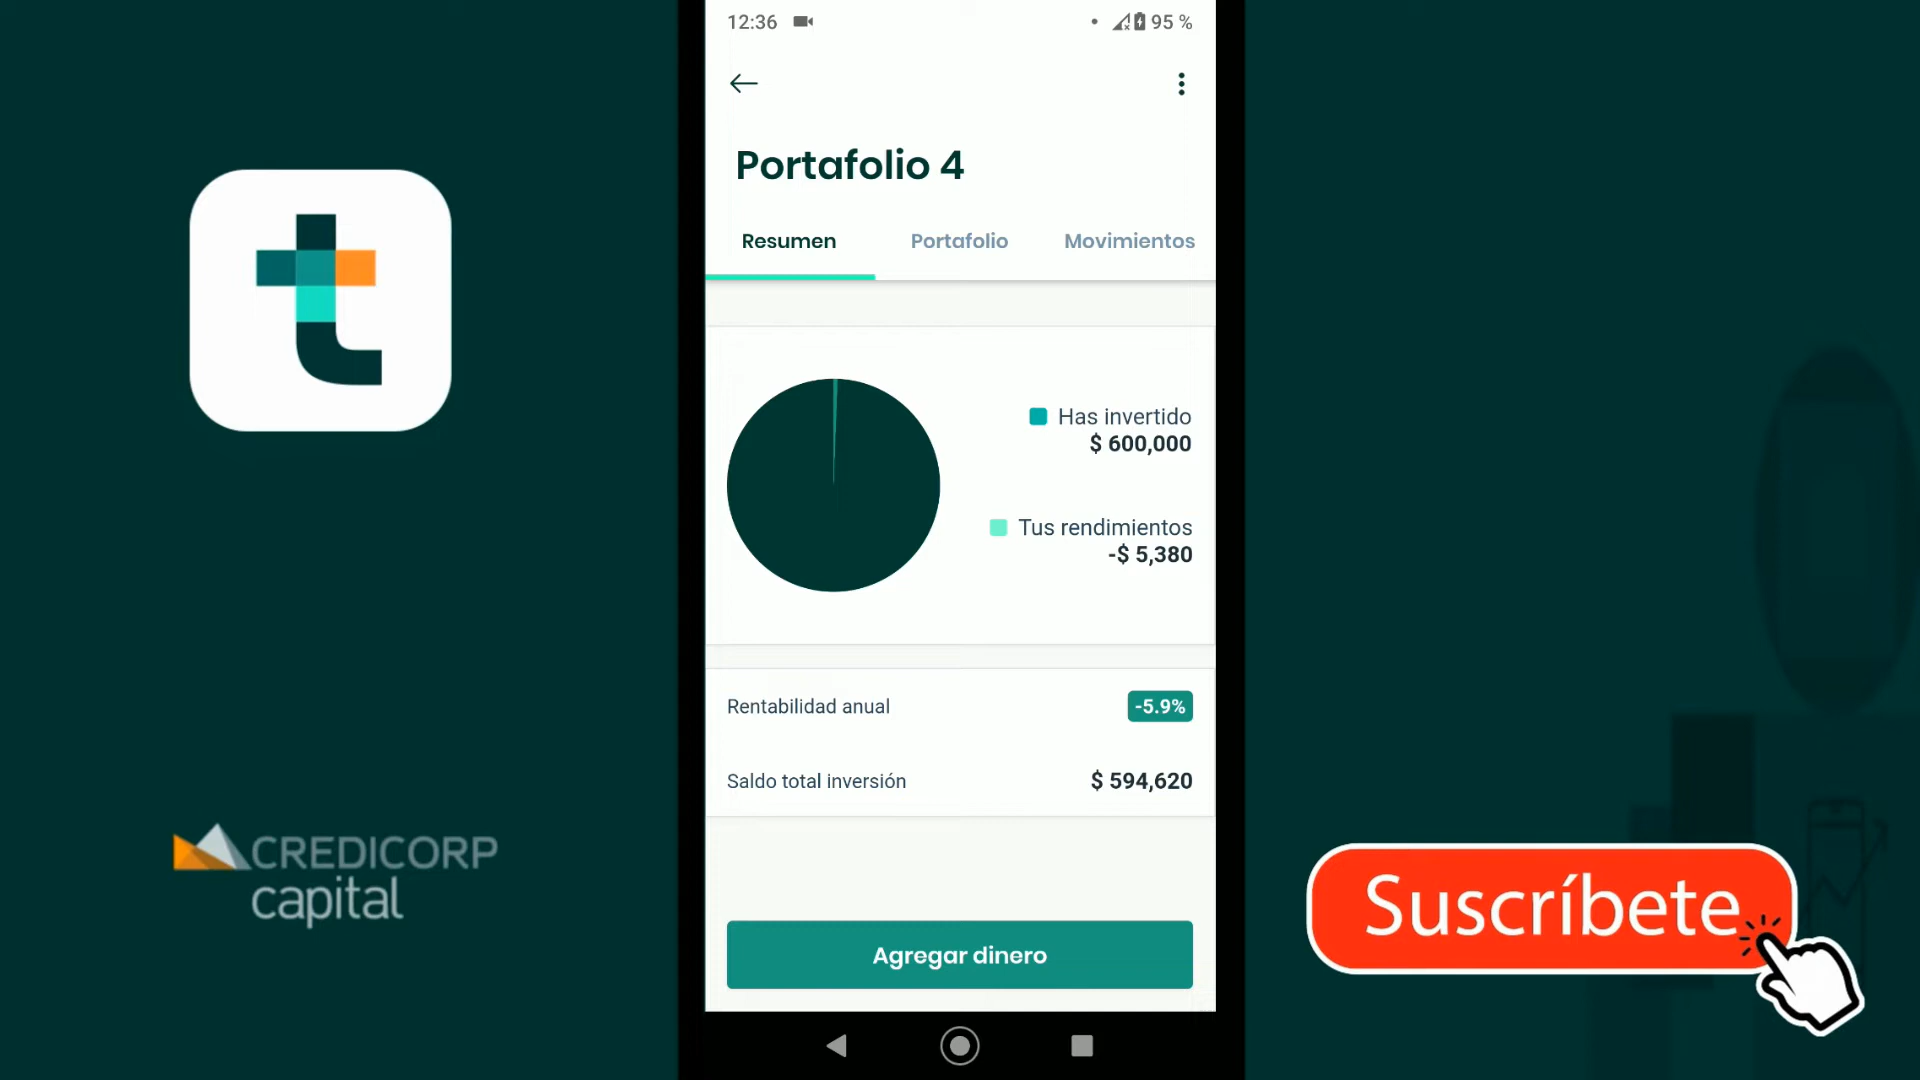 12:36
95 %
Portafolio 4
Resumen
Portafolio
Movimientos
Has invertido
$ 600,000
Tus rendimientos
-$ 5,380
Rentabilidad anual
-5.9%
Saldo total inversión
$ 594,620
Agregar dinero
t
CREDICORP
capital
Suscríbete